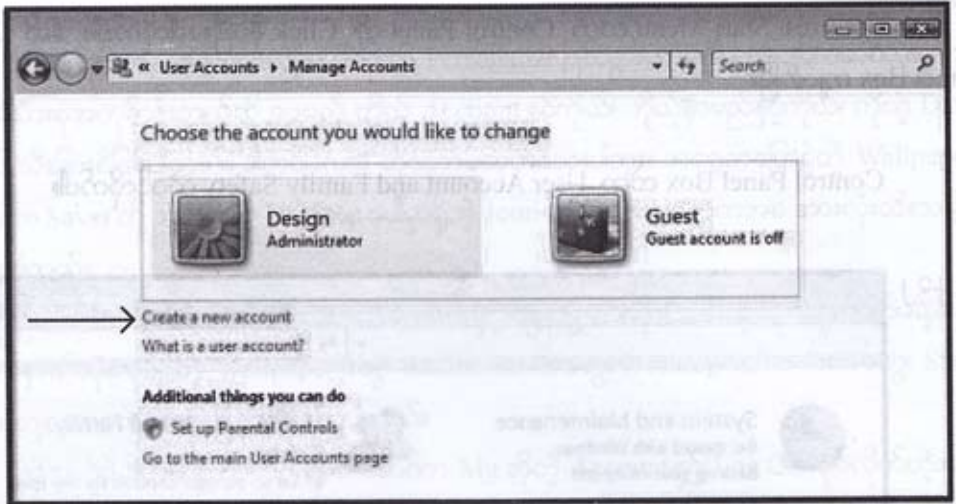 « User Accounts ▸ Manage Accounts
Search
Choose the account you would like to change
Design
Administrator
Guest
Guest account is off
Create a new account
What is a user account?
Additional things you can do
Set up Parental Controls
Go to the main User Accounts page